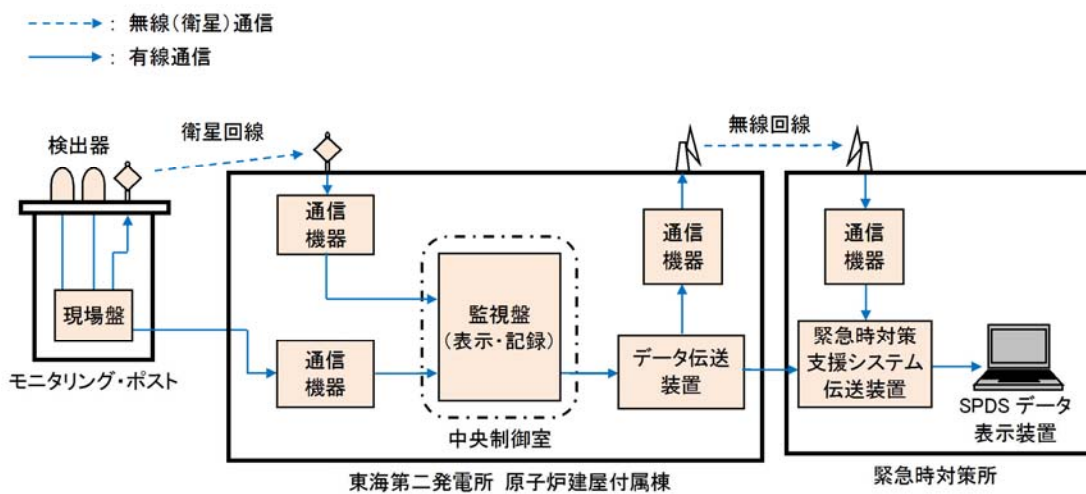 ： 無線（衛星）通信
： 有線通信
検出器
衛星回線
無線回線
通信
機器
通信
機器
通信
機器
現場盤
監視盤
（表示・記録）
通信
機器
データ伝送
装置
緊急時対策
支援システム
伝送装置
モニタリング・ポスト
中央制御室
SPDS データ
表示装置
東海第二発電所 原子炉建屋付属棟
緊急時対策所